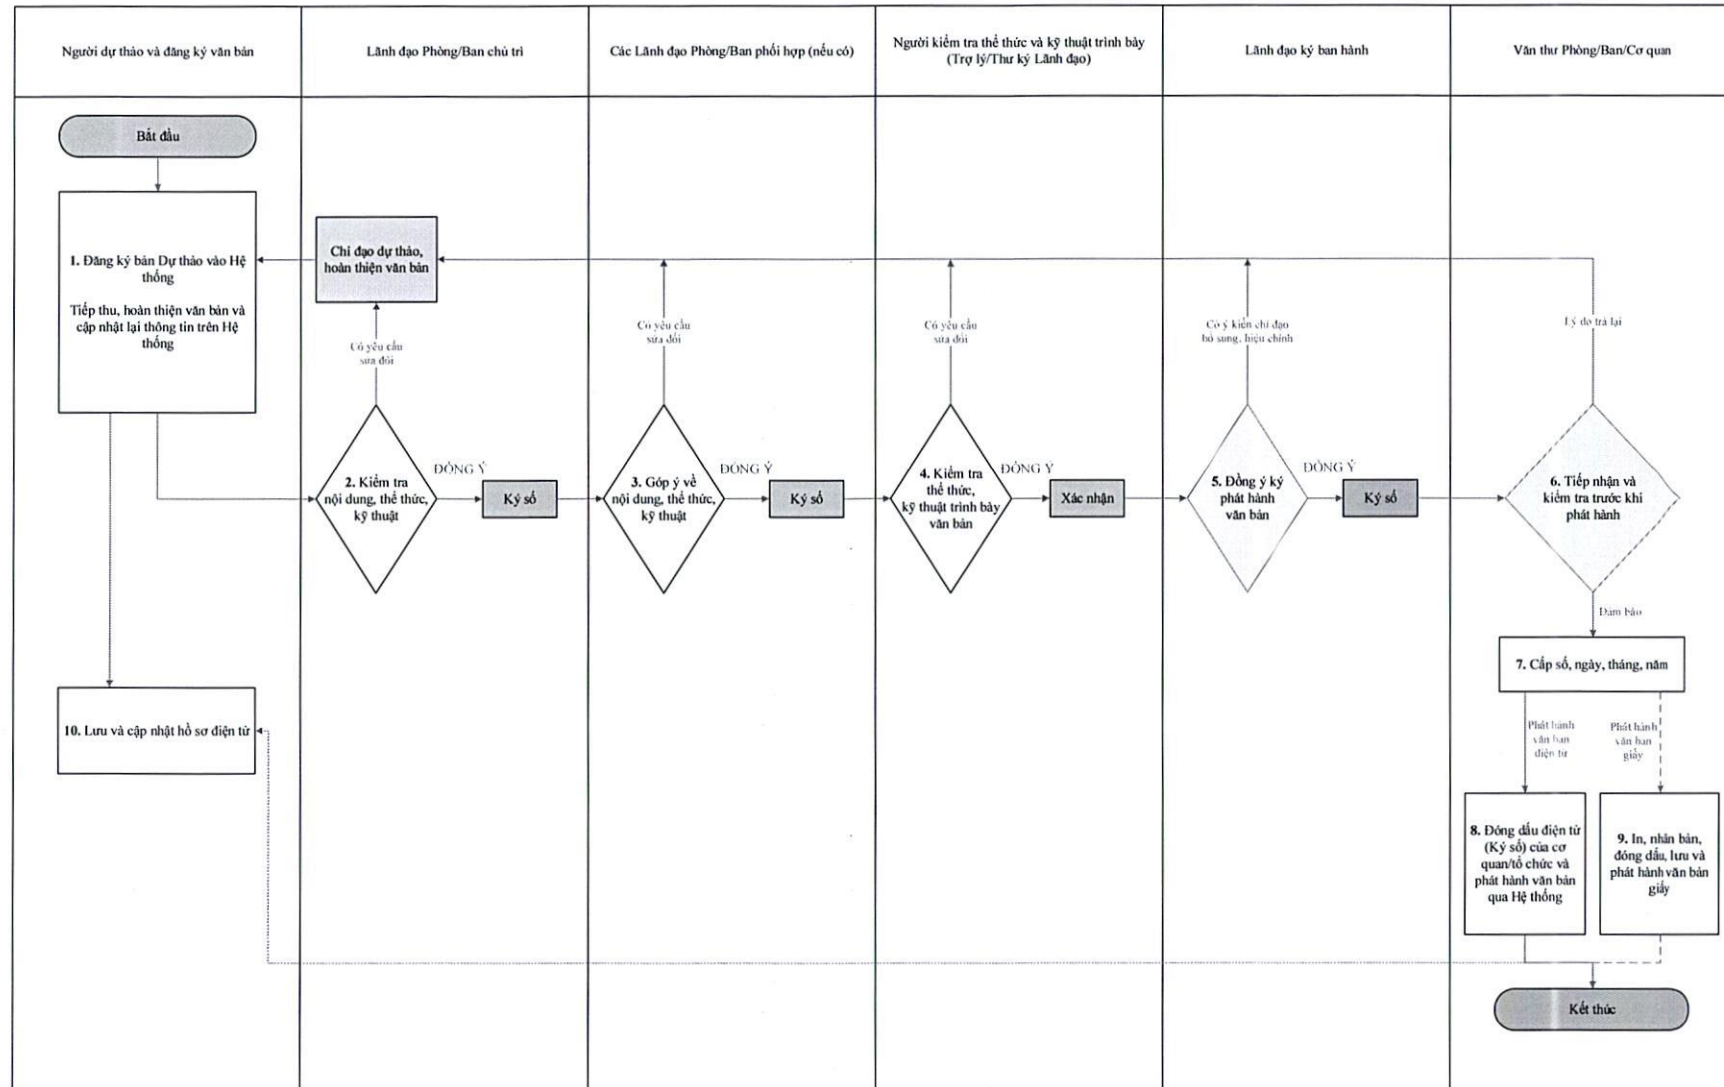 Người dự thảo và đăng ký văn bản
Lãnh đạo Phòng/Ban chủ trì
Các Lãnh đạo Phòng/Ban phối hợp (nếu có)
Người kiểm tra thể thức và kỹ thuật trình bày
(Trợ lý/Thư ký Lãnh đạo)
Lãnh đạo ký ban hành
Văn thư Phòng/Ban/Cơ quan
Bắt đầu
1. Đăng ký bản Dự thảo vào Hệ
thống
Tiếp thu, hoàn thiện văn bản và
cập nhật lại thông tin trên Hệ
thống
Chỉ đạo dự thảo,
hoàn thiện văn bản
Có yêu cầu
sửa đổi
Có yêu cầu
sửa đổi
Có yêu cầu
sửa đổi
Có ý kiến chỉ đạo
bổ sung, hiệu chỉnh
Lý do trả lại
2. Kiểm tra
nội dung, thể thức,
kỹ thuật
ĐỒNG Ý
Ký số
3. Góp ý về
nội dung, thể thức,
kỹ thuật
ĐỒNG Ý
Ký số
4. Kiểm tra
thể thức,
kỹ thuật trình bày
văn bản
ĐỒNG Ý
Xác nhận
5. Đồng ý ký
phát hành
văn bản
ĐỒNG Ý
Ký số
6. Tiếp nhận và
kiểm tra trước khi
phát hành
Đảm bảo
7. Cấp số, ngày, tháng, năm
Phát hành
văn bản
điện tử
Phát hành
văn bản
giấy
10. Lưu và cập nhật hồ sơ điện tử
8. Đóng dấu điện tử
(Ký số) của cơ
quan/tổ chức và
phát hành văn bản
qua Hệ thống
9. In, nhân bản,
đóng dấu, lưu và
phát hành văn bản
giấy
Kết thúc